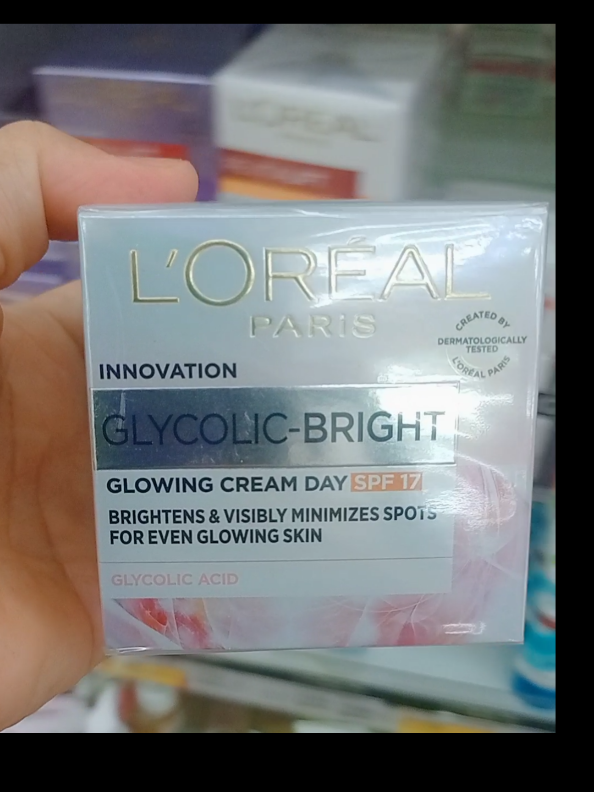 L'ORÉAL
L'ORÉAL
PARIS
CREATED BY
DERMATOLOGICALLY
TESTED
L'ORÉAL PARIS
INNOVATION
GLYCOLIC-BRIGHT
GLOWING CREAM DAY SPF 17
BRIGHTENS & VISIBLY MINIMIZES SPOTS
FOR EVEN GLOWING SKIN
GLYCOLIC ACID